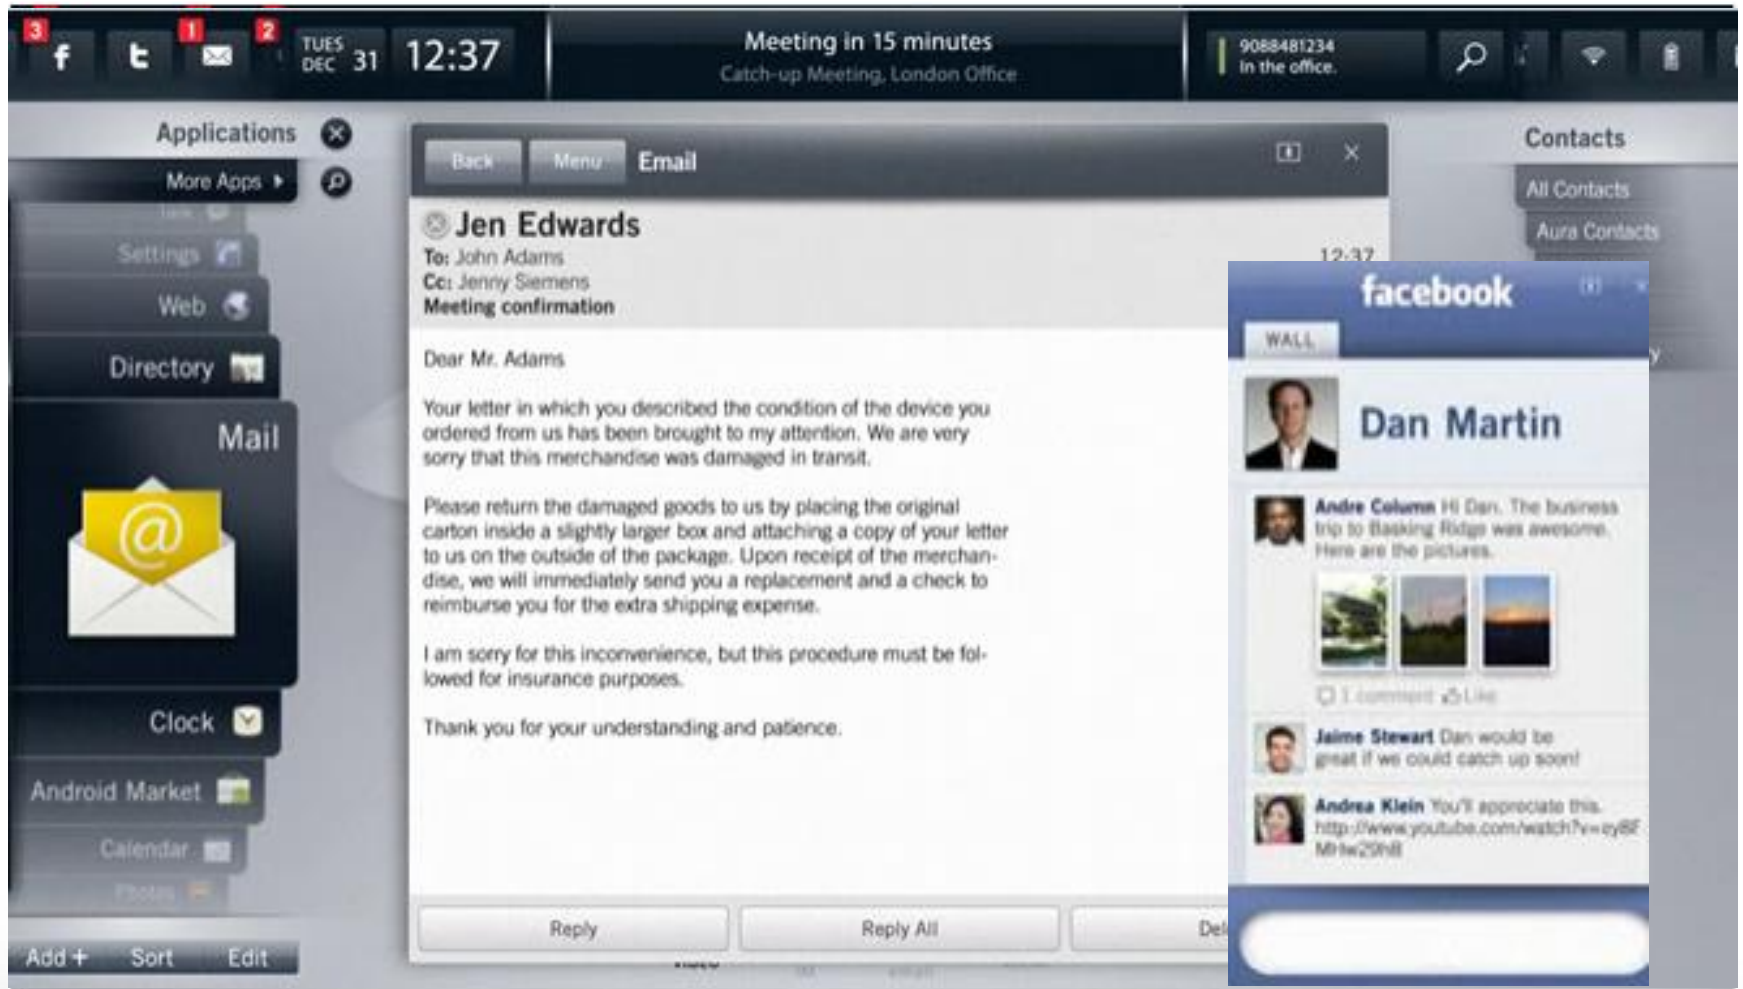 3
f
t
1
2
TUES
DEC 31
12:37
Meeting in 15 minutes
Catch-up Meeting, London Office
9088481234
In the office.
Applications
More Apps
Settings
Web
Directory
Mail
@
Clock
Android Market
Calendar
Photos
Add +
Sort
Edit
Back
Menu
Email
Jen Edwards
To: John Adams
12:37
Cc: Jenny Siemens
Meeting confirmation
Dear Mr. Adams
Your letter in which you described the condition of the device you
ordered from us has been brought to my attention. We are very
sorry that this merchandise was damaged in transit.
Please return the damaged goods to us by placing the original
carton inside a slightly larger box and attaching a copy of your letter
to us on the outside of the package. Upon receipt of the merchan-
dise, we will immediately send you a replacement and a check to
reimburse you for the extra shipping expense.
I am sorry for this inconvenience, but this procedure must be fol-
lowed for insurance purposes.
Thank you for your understanding and patience.
Reply
Reply All
Del
Contacts
All Contacts
Aura Contacts
y
facebook
WALL
Dan Martin
Andre Column Hi Dan. The business
trip to Basking Ridge was awesome.
Here are the pictures.
1 comment Like
Jaime Stewart Dan would be
great if we could catch up soon!
Andrea Klein You'll appreciate this.